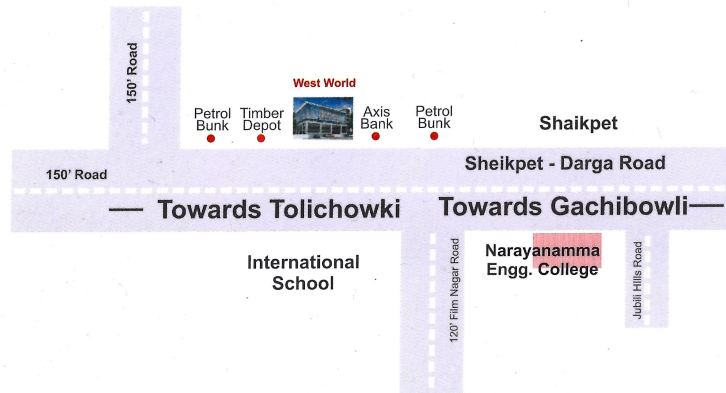 150' Road
West World
Petrol
Bunk
Timber
Depot
Axis
Bank
Petrol
Bunk
Shaikpet
150' Road
Sheikpet - Darga Road
Towards Tolichowki
Towards Gachibowli
International
School
120' Film Nagar Road
Narayanamma
Engg. College
Jubili HIlls Road